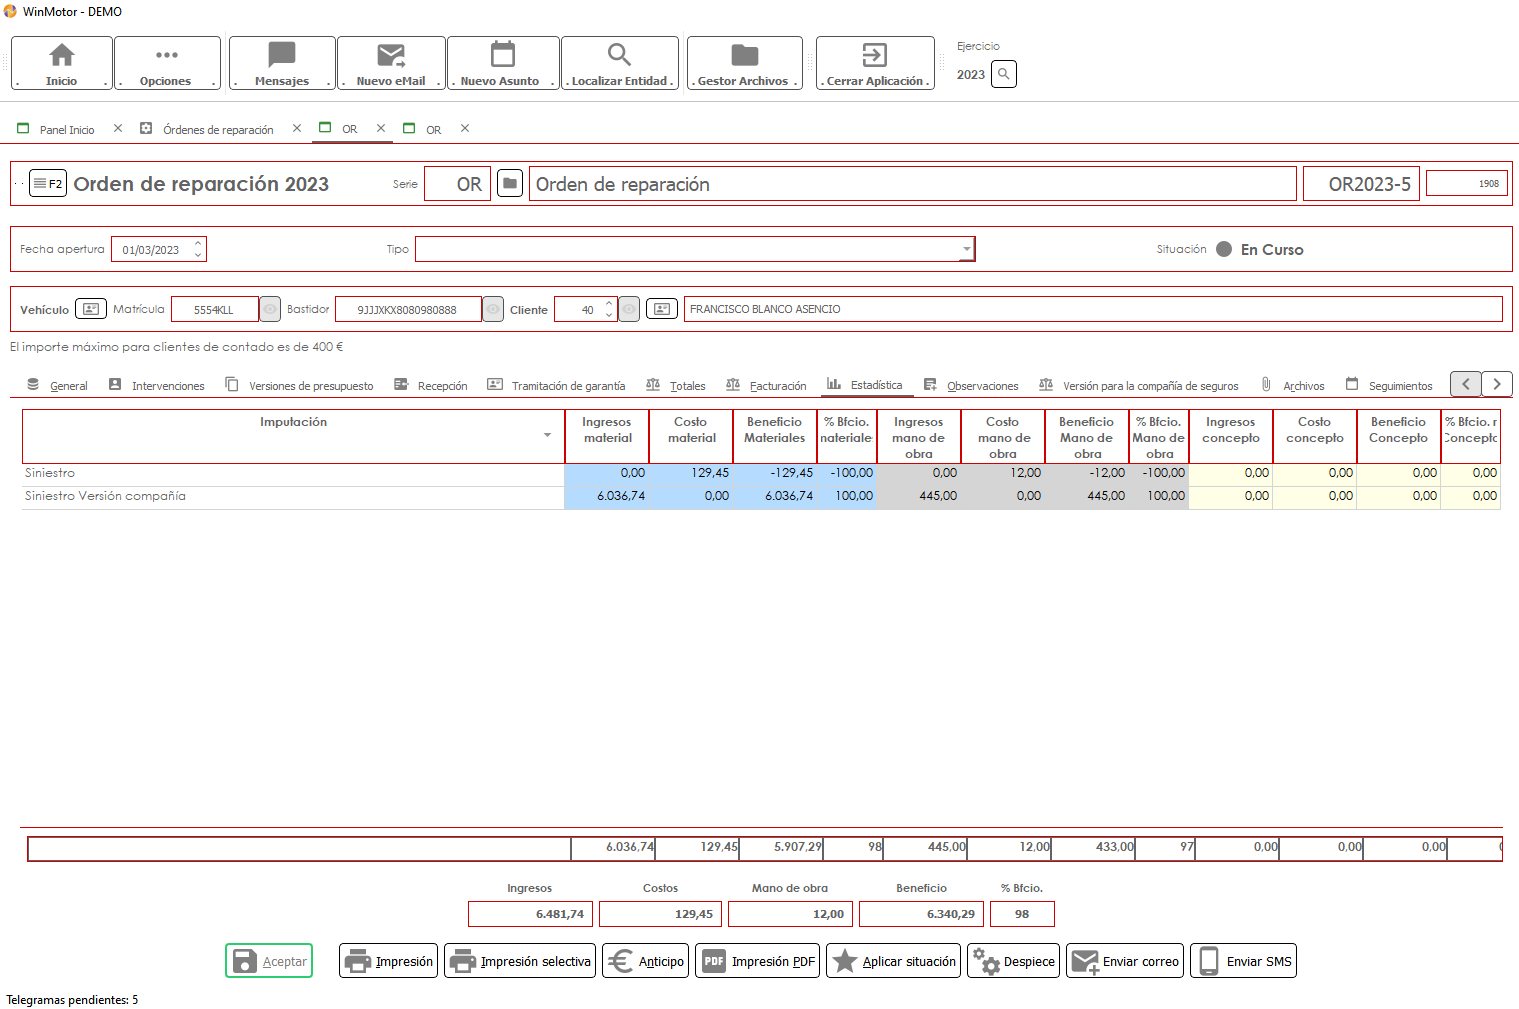 WinMotor - DEMO
Inicio
Opciones
Mensajes
Nuevo eMail
Nuevo Asunto
Localizar Entidad
Gestor Archivos
Cerrar Aplicación
Ejercicio
2023
Panel Inicio
Órdenes de reparación
OR
OR
F2 Orden de reparación 2023 Serie OR Orden de reparación OR2023-5 1908
Fecha apertura 01/03/2023 Tipo Situación En Curso
Vehículo Matrícula 5554KLL Bastidor 9JJJXKX8080980888 Cliente 40 FRANCISCO BLANCO ASENCIO
El importe máximo para clientes de contado es de 400 €
General Intervenciones Versiones de presupuesto Recepción Tramitación de garantía Totales Facturación Estadística Observaciones Versión para la compañía de seguros Archivos Seguimientos
Imputación
Ingresos material
Costo material
Beneficio Materiales
% Bfcio. materiales
Ingresos mano de obra
Costo mano de obra
Beneficio Mano de obra
% Bfcio. Mano de obra
Ingresos concepto
Costo concepto
Beneficio Concepto
% Bfcio.
Siniestro 0,00 129,45 -129,45 -100,00 0,00 12,00 -12,00 -100,00 0,00 0,00 0,00 0,00
Siniestro Versión compañía 6.036,74 0,00 6.036,74 100,00 445,00 0,00 445,00 100,00 0,00 0,00 0,00 0,00
6.036,74 129,45 5.907,29 98 445,00 12,00 433,00 97 0,00 0,00 0,00
Ingresos Costos Mano de obra Beneficio % Bfcio.
6.481,74 129,45 12,00 6.340,29 98
Aceptar
Impresión
Impresión selectiva
Anticipo
PDF Impresión PDF
Aplicar situación
Despiece
Enviar correo
Enviar SMS
Telegramas pendientes: 5